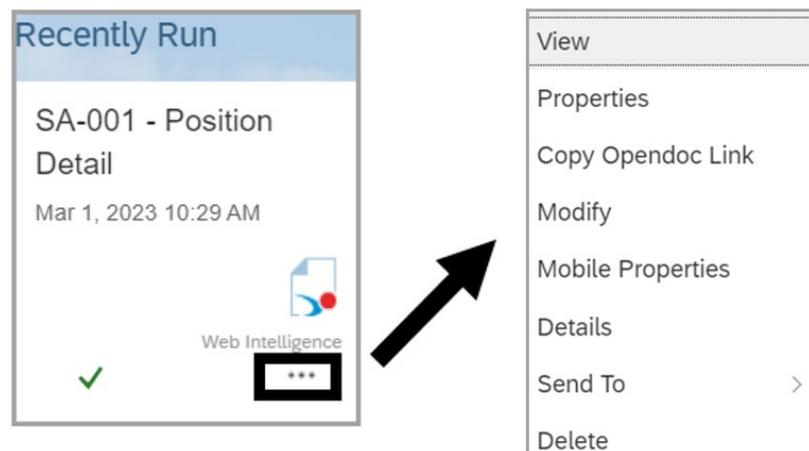 Recently Run
SA-001 - Position
Detail
Mar 1, 2023 10:29 AM
Web Intelligence
View
Properties
Copy Opendoc Link
Modify
Mobile Properties
Details
Send To
Delete